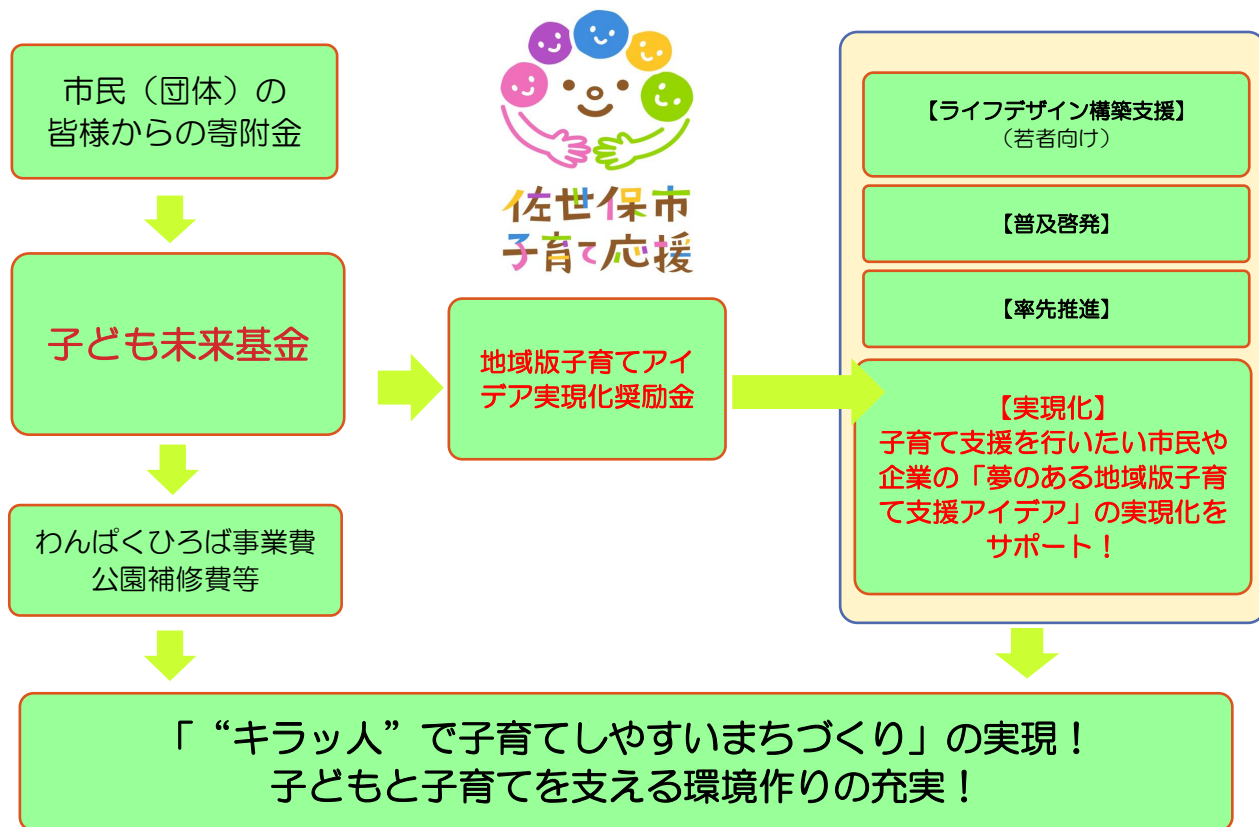 市民（団体）の
皆様からの寄附金
子ども未来基金
わんぱくひろば事業費
公園補修費等
佐世保市
子育て応援
地域版子育てアイ
デア実現化奨励金
【ライフデザイン構築支援】
（若者向け）
【普及啓発】
【率先推進】
【実現化】
子育て支援を行いたい市民や
企業の「夢のある地域版子育
て支援アイデア」の実現化を
サポート！
「“キラッ人”で子育てしやすいまちづくり」の実現！
子どもと子育てを支える環境作りの充実！